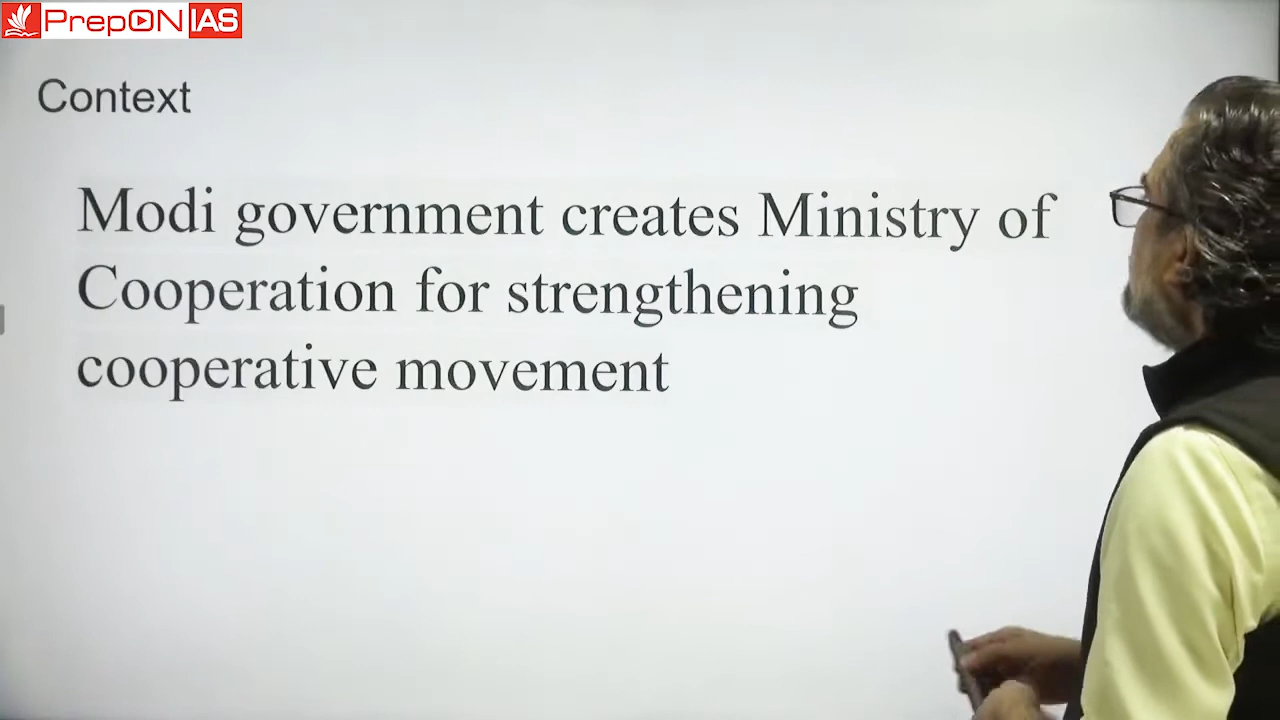 PrepON IAS
Context
Modi government creates Ministry of
Cooperation for strengthening
cooperative movement